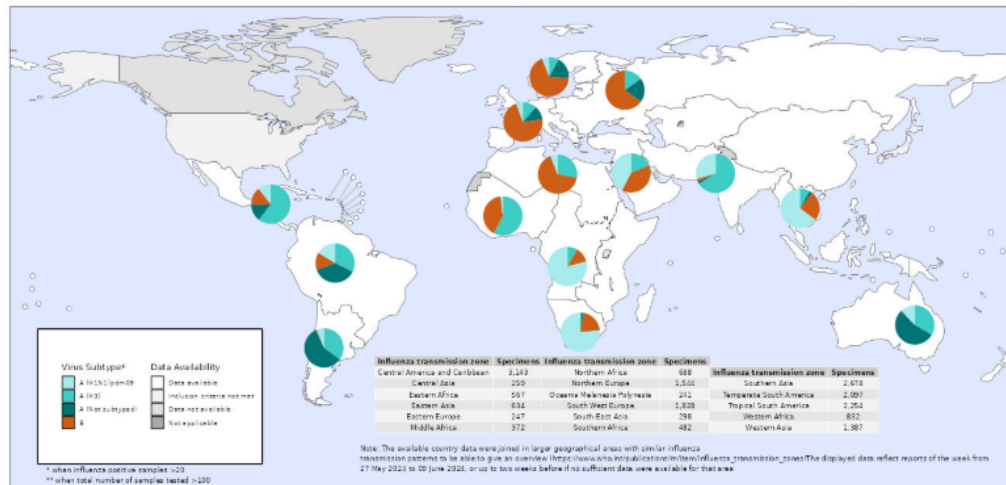 Virus Subtype*
Data Availability
A (H1N1)pdm09
Data available
A (H3)
Inclusion criteria not met
A (Not subtyped)
Data not available
B
Not applicable
* when influenza positive samples >20
** when total number of samples tested >100
Influenza transmission zone Specimens Influenza transmission zone Specimens
Central America and Caribbean 3,143 Northern Africa 688
Central Asia 259 Northern Europe 1,544
Eastern Africa 567 Oceania Melanesia Polynesia 241
Eastern Asia 634 South West Europe 1,828
Eastern Europe 247 South-East Asia 298
Middle Africa 372 Southern Africa 482
Influenza transmission zone Specimens
Southern Asia 2,678
Temperate South America 2,097
Tropical South America 2,254
Western Africa 832
Western Asia 1,387
Note: The available country data were joined in larger geographical areas with similar influenza
transmission patterns to be able to give an overview (https://www.who.int/publications/m/item/influenza_transmission_zones)The displayed data reflect reports of the week from
27 May 2024 to 09 June 2024, or up to two weeks before if no sufficient data were available for that area